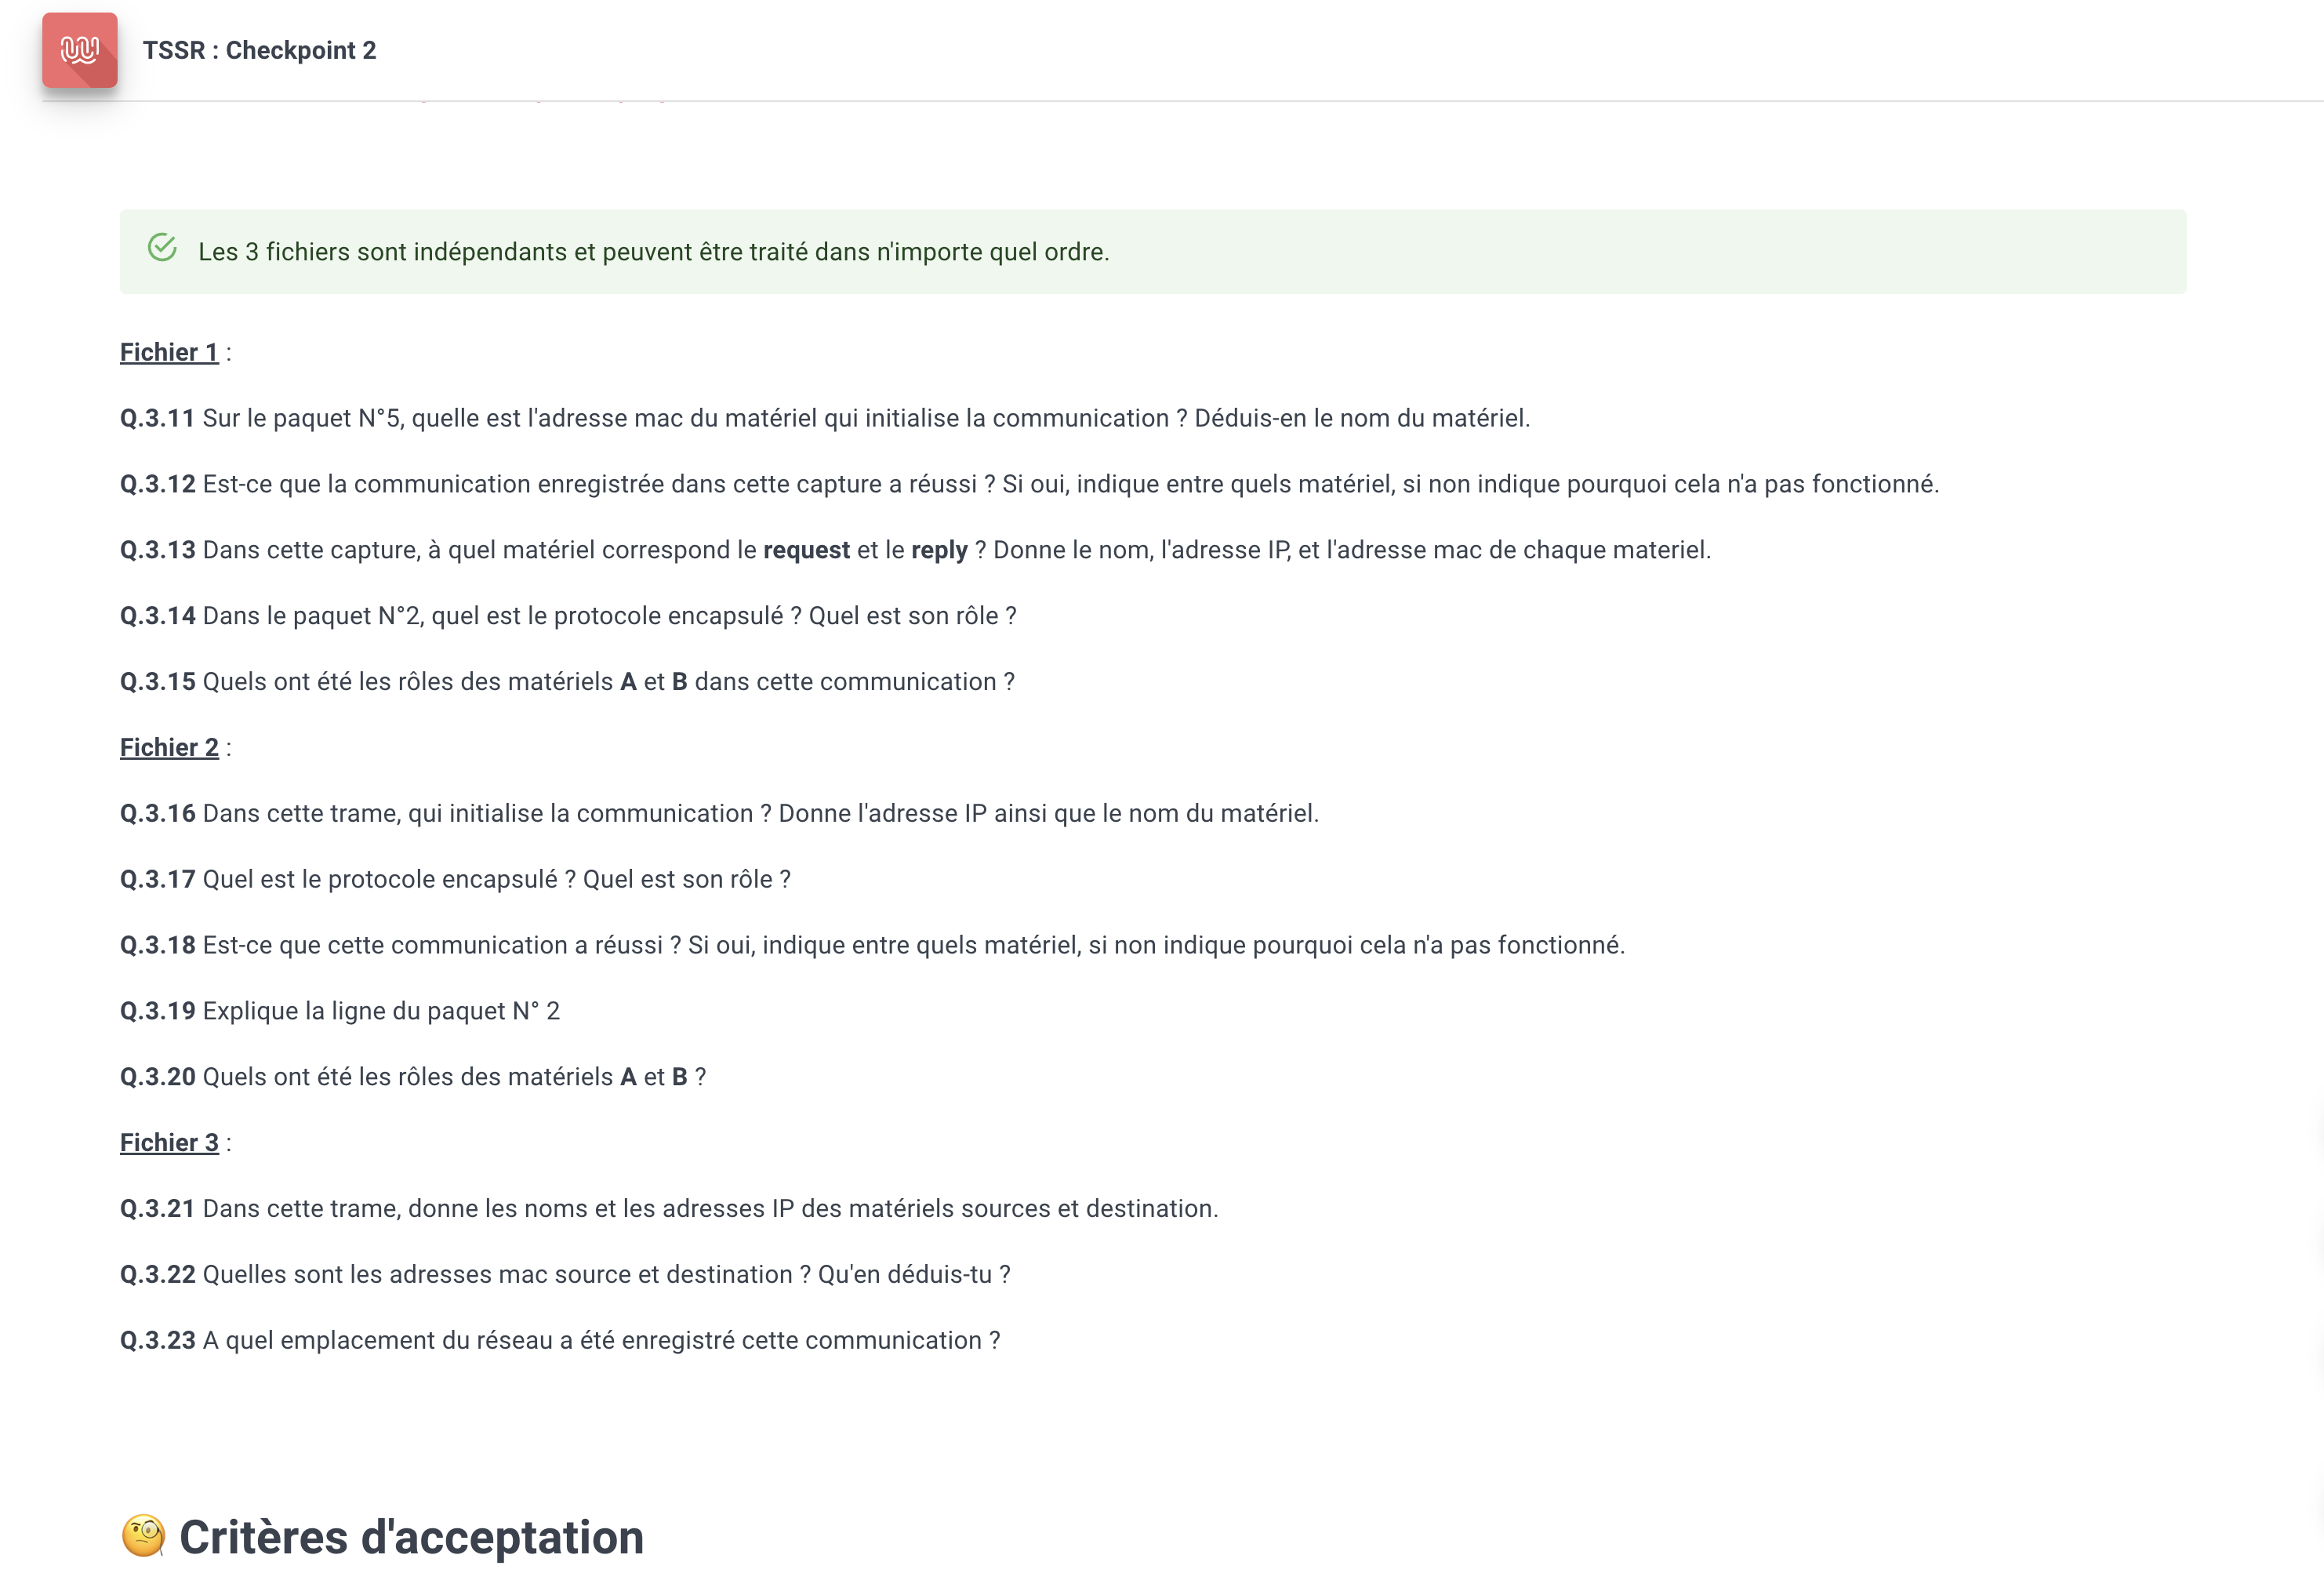 TSSR : Checkpoint 2
Les 3 fichiers sont indépendants et peuvent être traité dans n'importe quel ordre.
Fichier 1 :
Q.3.11 Sur le paquet N°5, quelle est l'adresse mac du matériel qui initialise la communication ? Déduis-en le nom du matériel.
Q.3.12 Est-ce que la communication enregistrée dans cette capture a réussi ? Si oui, indique entre quels matériel, si non indique pourquoi cela n'a pas fonctionné.
Q.3.13 Dans cette capture, à quel matériel correspond le request et le reply ? Donne le nom, l'adresse IP, et l'adresse mac de chaque materiel.
Q.3.14 Dans le paquet N°2, quel est le protocole encapsulé ? Quel est son rôle ?
Q.3.15 Quels ont été les rôles des matériels A et B dans cette communication ?
Fichier 2 :
Q.3.16 Dans cette trame, qui initialise la communication ? Donne l'adresse IP ainsi que le nom du matériel.
Q.3.17 Quel est le protocole encapsulé ? Quel est son rôle ?
Q.3.18 Est-ce que cette communication a réussi ? Si oui, indique entre quels matériel, si non indique pourquoi cela n'a pas fonctionné.
Q.3.19 Explique la ligne du paquet N° 2
Q.3.20 Quels ont été les rôles des matériels A et B ?
Fichier 3 :
Q.3.21 Dans cette trame, donne les noms et les adresses IP des matériels sources et destination.
Q.3.22 Quelles sont les adresses mac source et destination ? Qu'en déduis-tu ?
Q.3.23 A quel emplacement du réseau a été enregistré cette communication ?
🧐 Critères d'acceptation